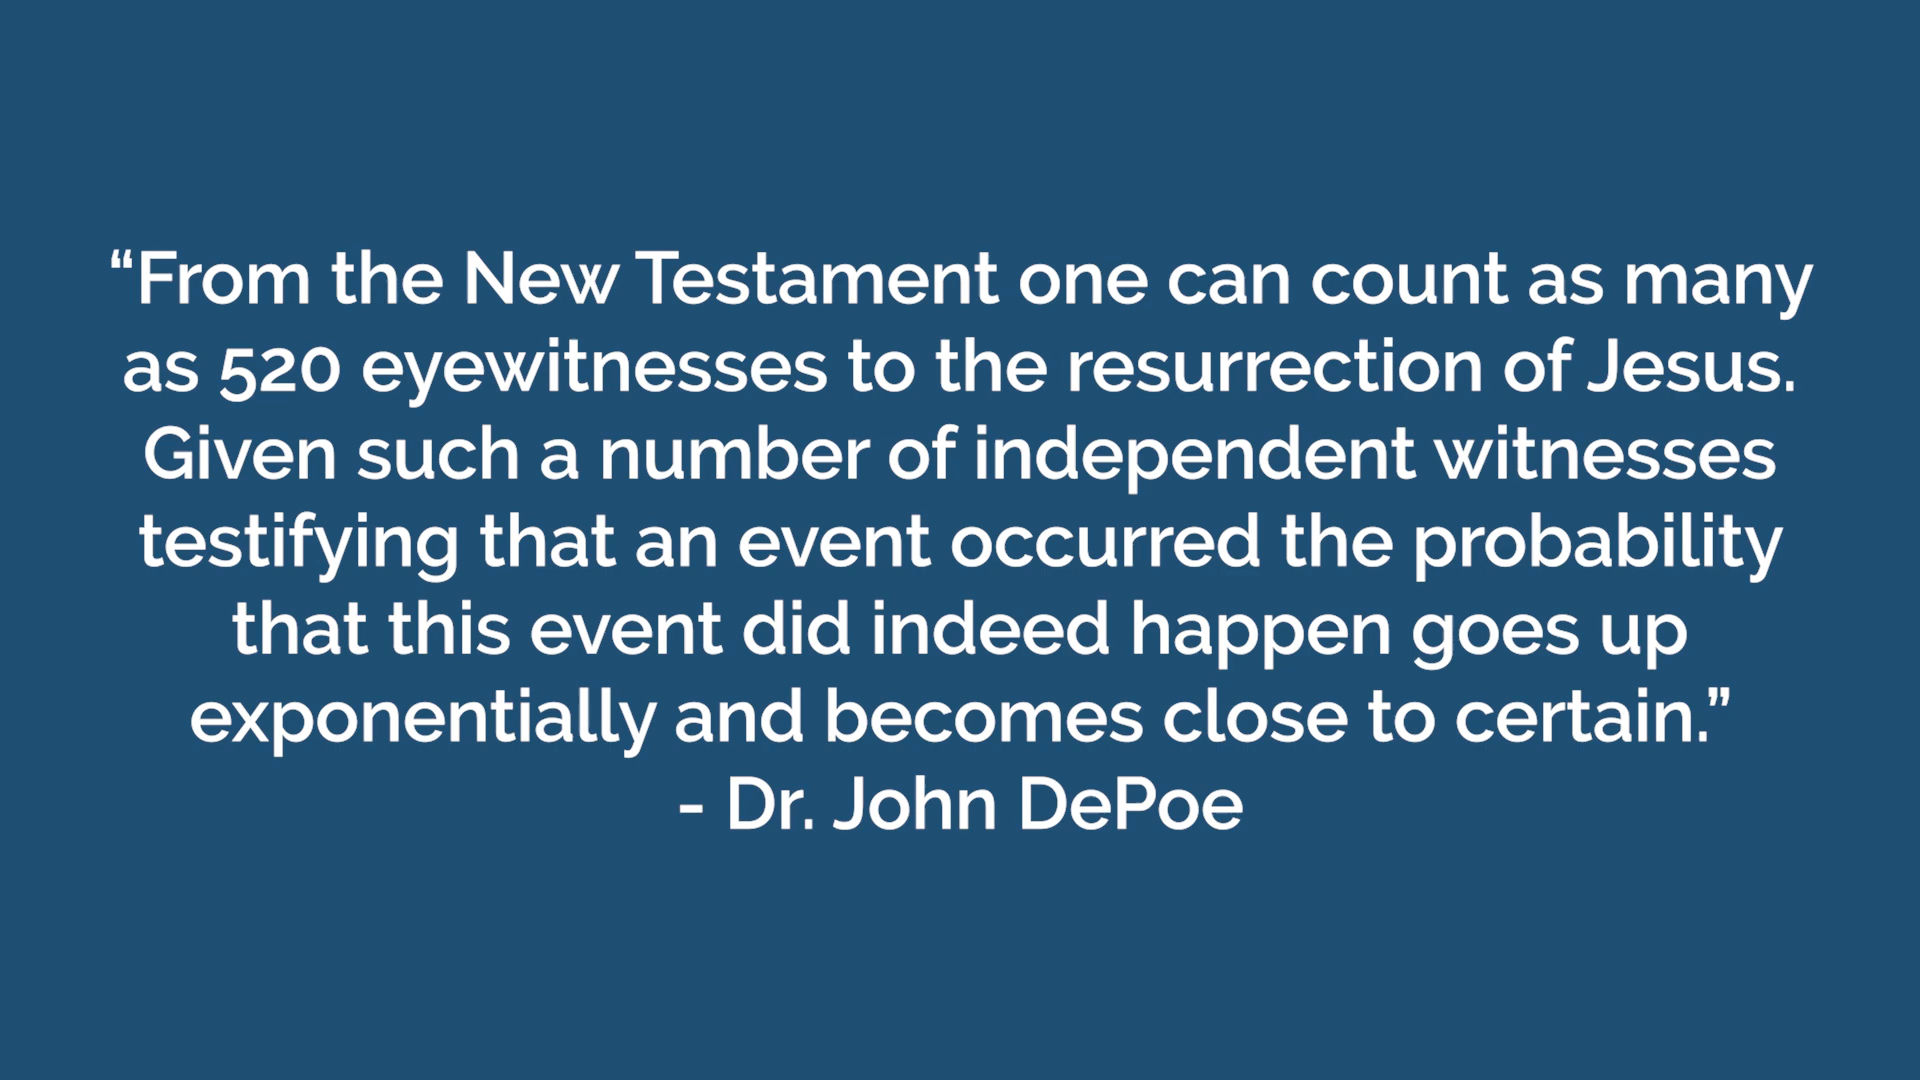 “From the New Testament one can count as many
as 520 eyewitnesses to the resurrection of Jesus.
Given such a number of independent witnesses
testifying that an event occurred the probability
that this event did indeed happen goes up
exponentially and becomes close to certain.”
- Dr. John DePoe